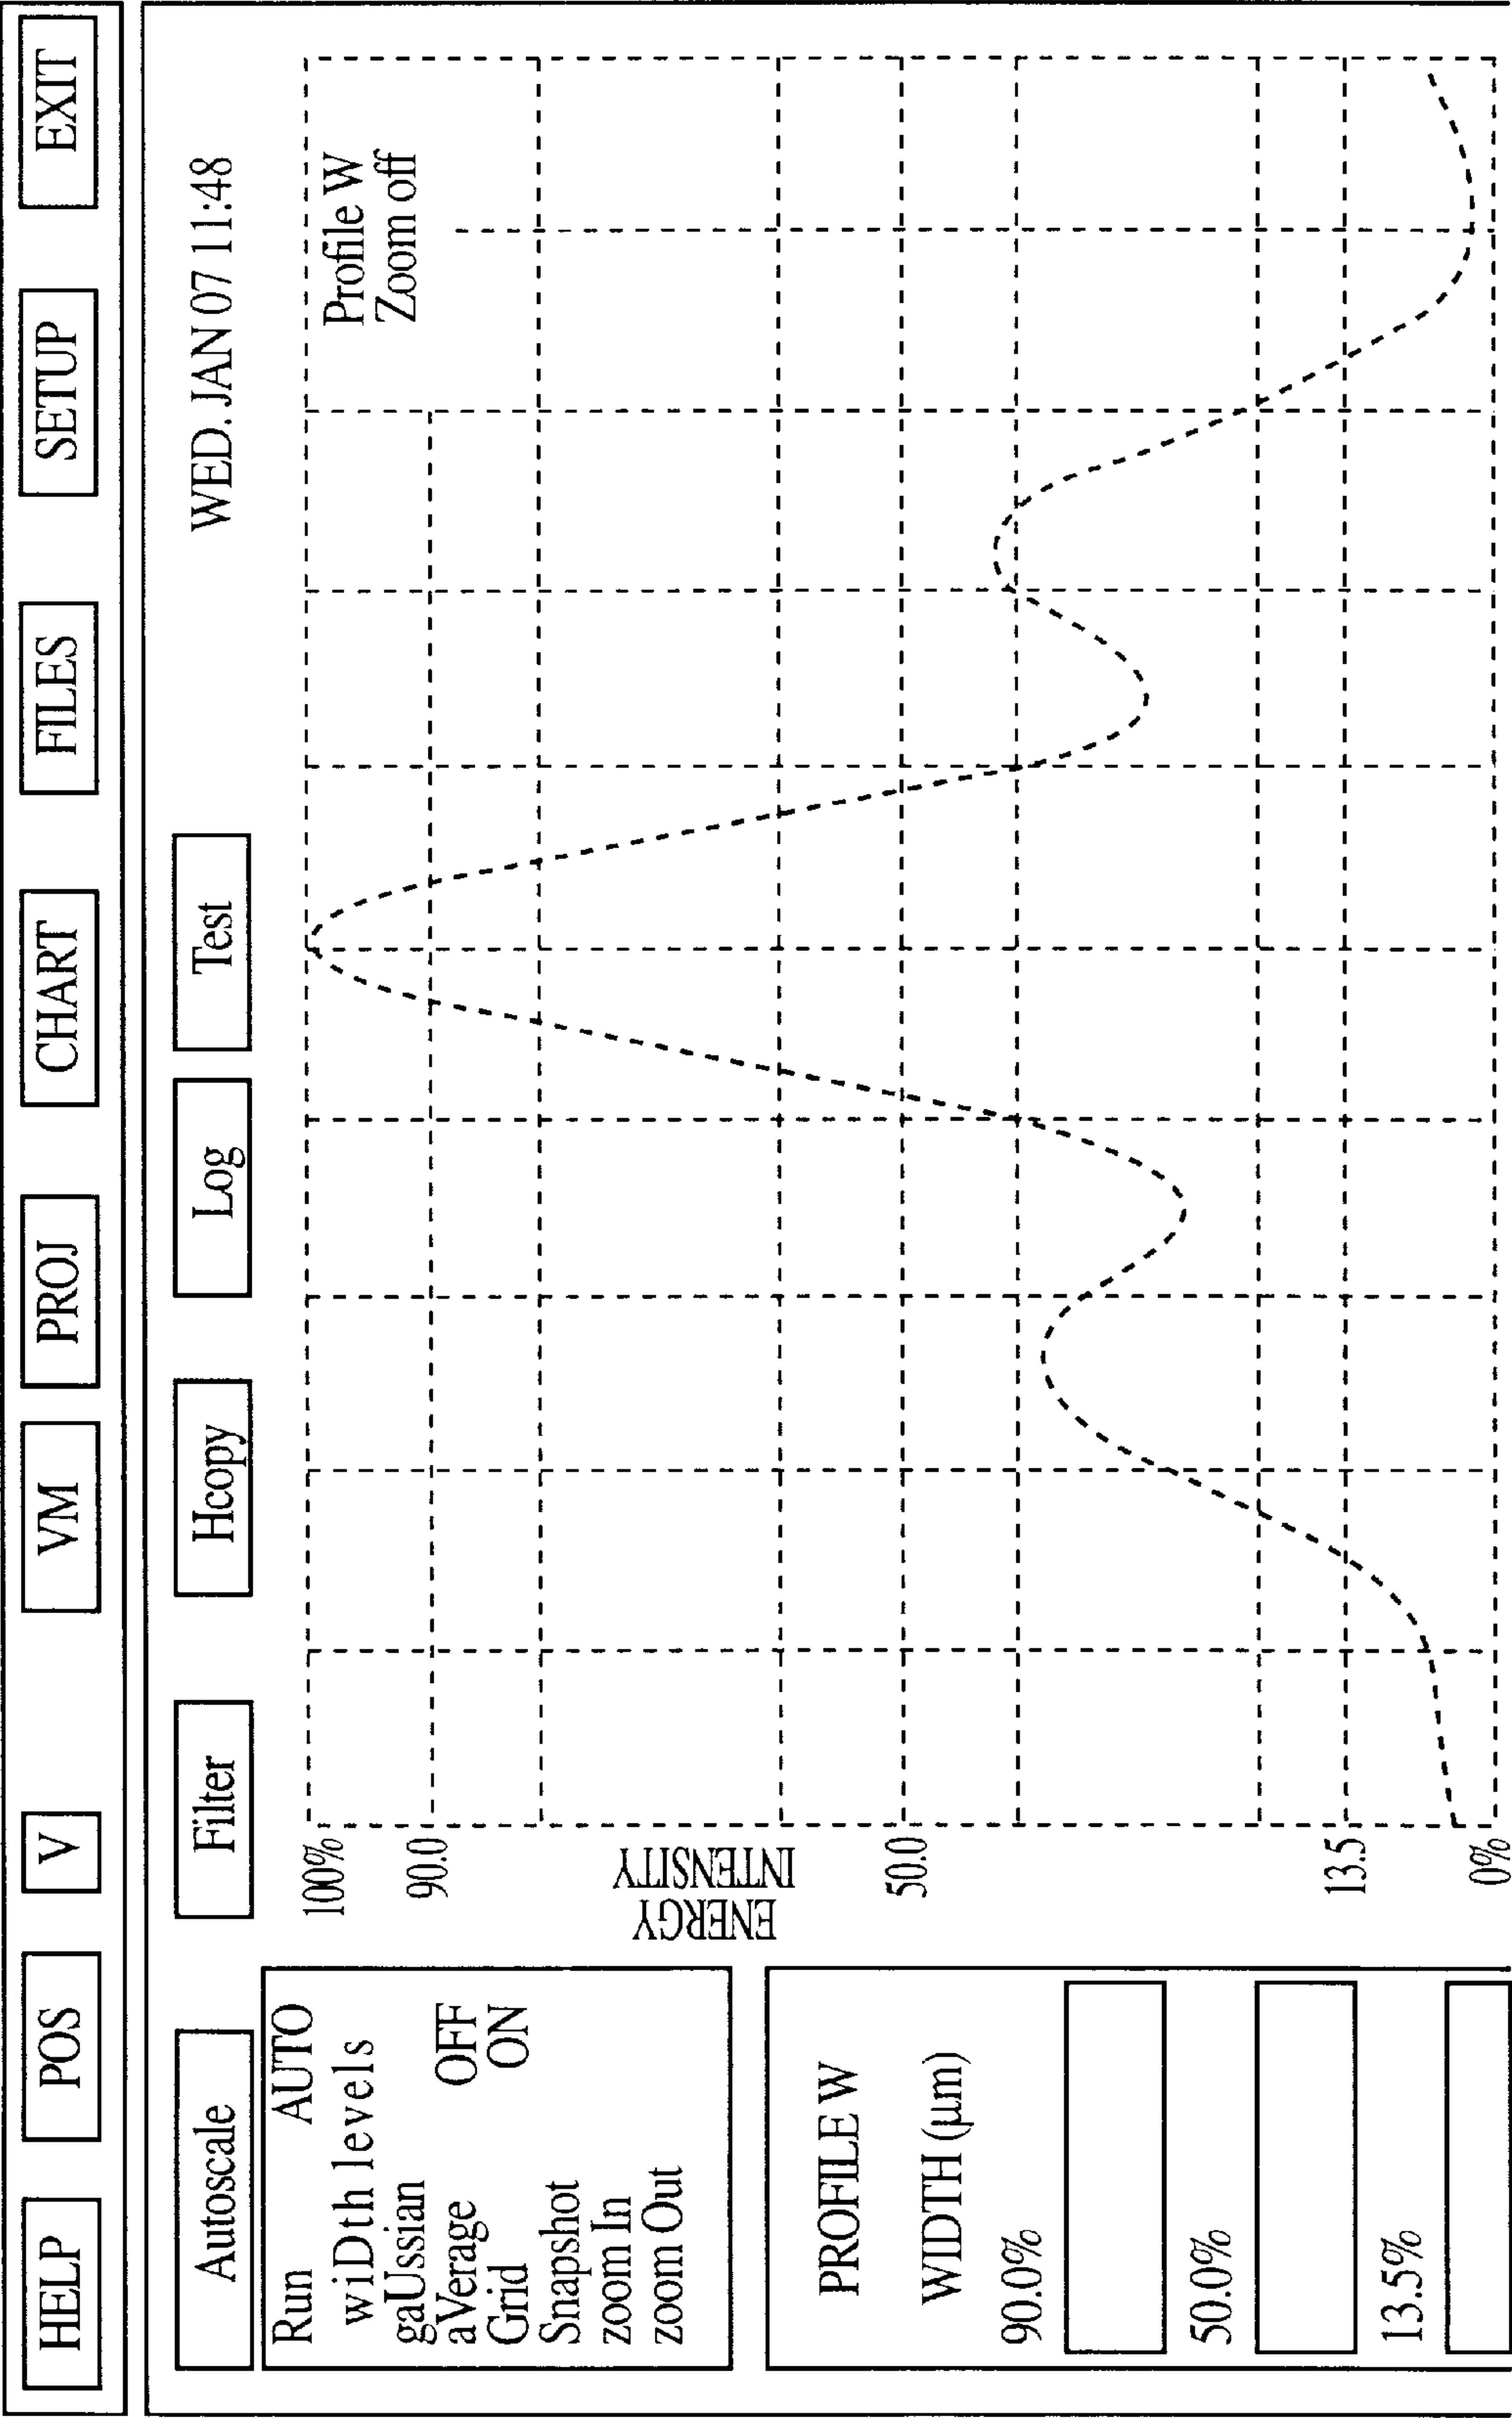 HELP POS V VM PROJ CHART FILES SETUP EXIT
WED. JAN 07 11:48
Autoscale Filter Hcopy Log Test
Run AUTO
wiDth levels
gaUssian
aVerage OFF
Grid ON
Snapshot
zoom In
zoom Out
PROFILE W
WIDTH (µm)
90.0%
50.0%
13.5%
100%
90.0
ENERGY
INTENSITY
50.0
13.5
0%
Profile W
Zoom off